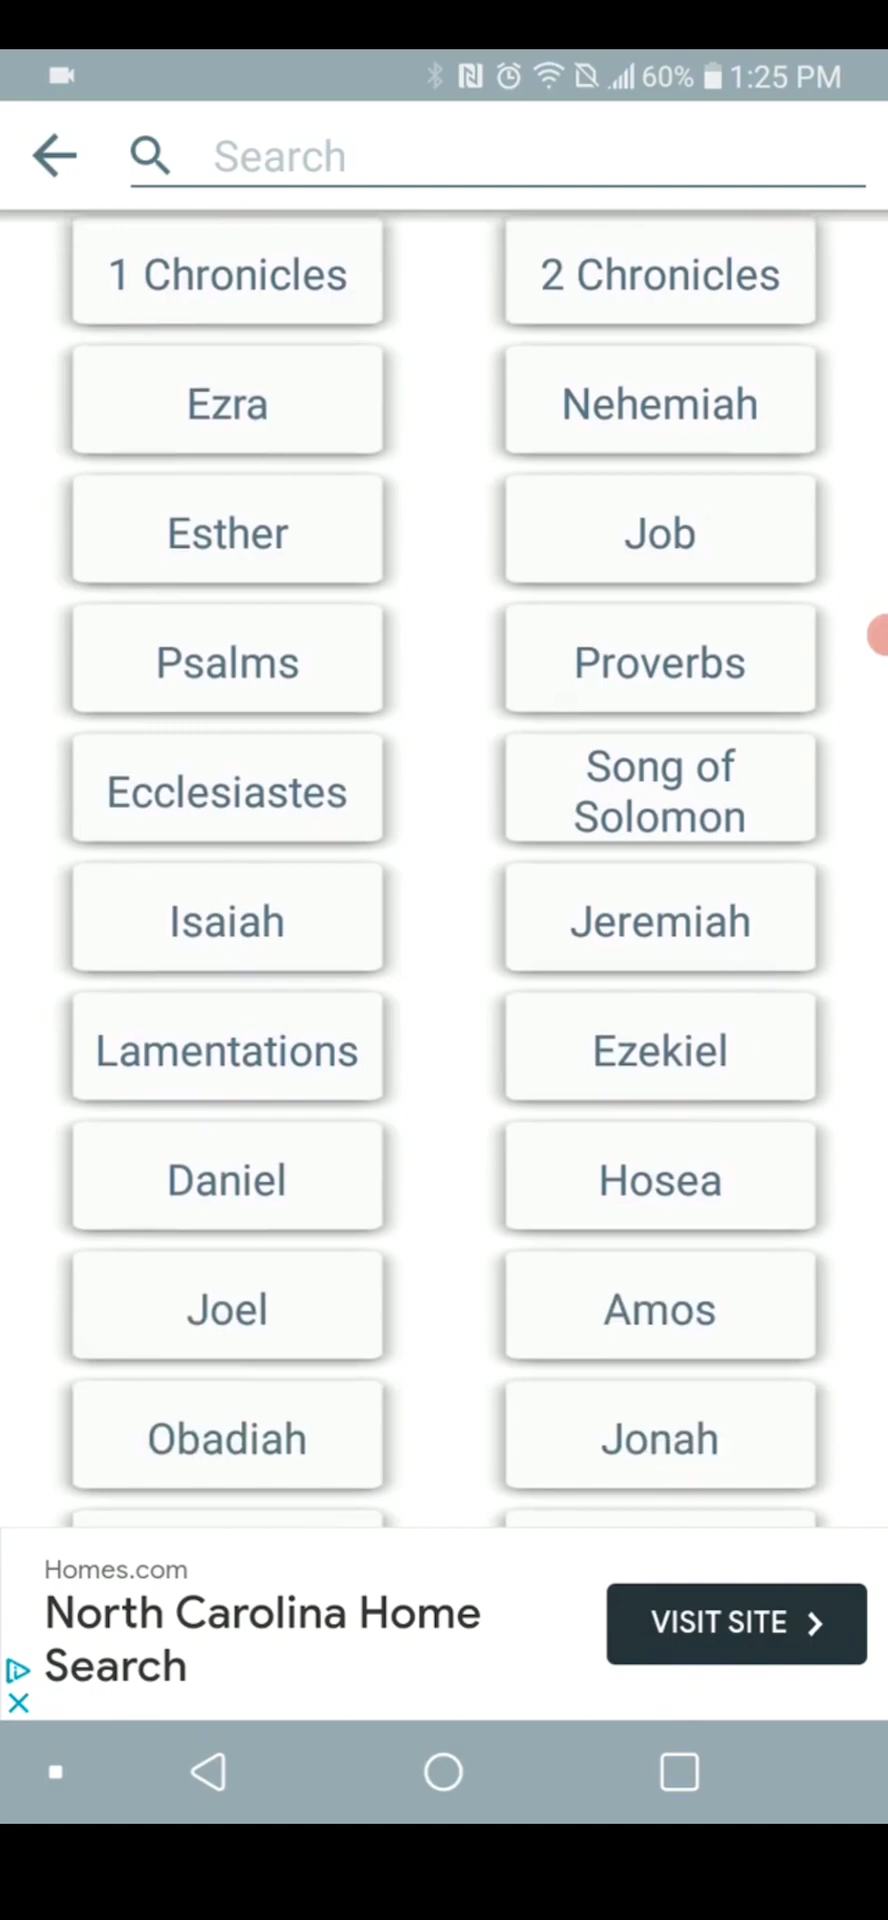 60% 1:25 PM
Search
1 Chronicles
2 Chronicles
Ezra
Nehemiah
Esther
Job
Psalms
Proverbs
Ecclesiastes
Song of
Solomon
Isaiah
Jeremiah
Lamentations
Ezekiel
Daniel
Hosea
Joel
Amos
Obadiah
Jonah
Homes.com
North Carolina Home
Search
VISIT SITE